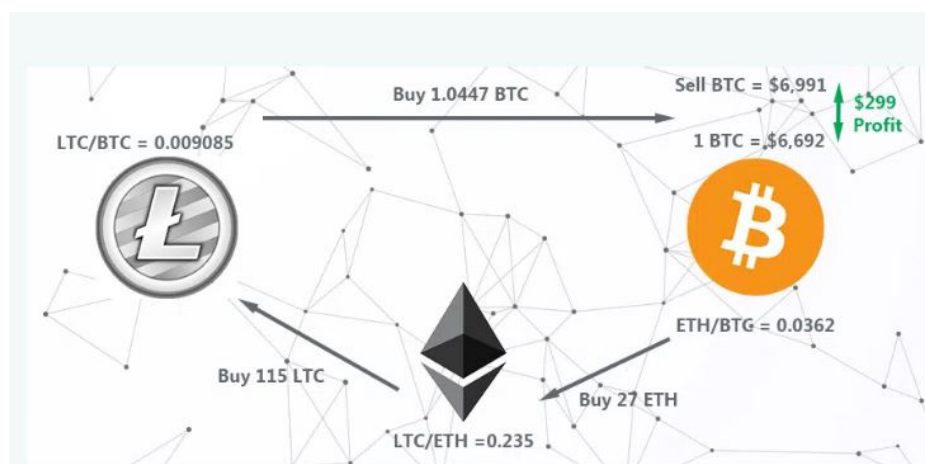 Sell BTC = $6,991
Buy 1.0447 BTC
$299
Profit
LTC/BTC = 0.009085
1 BTC = $6,692
ETH/BTC = 0.0362
Buy 115 LTC
Buy 27 ETH
LTC/ETH =0.235